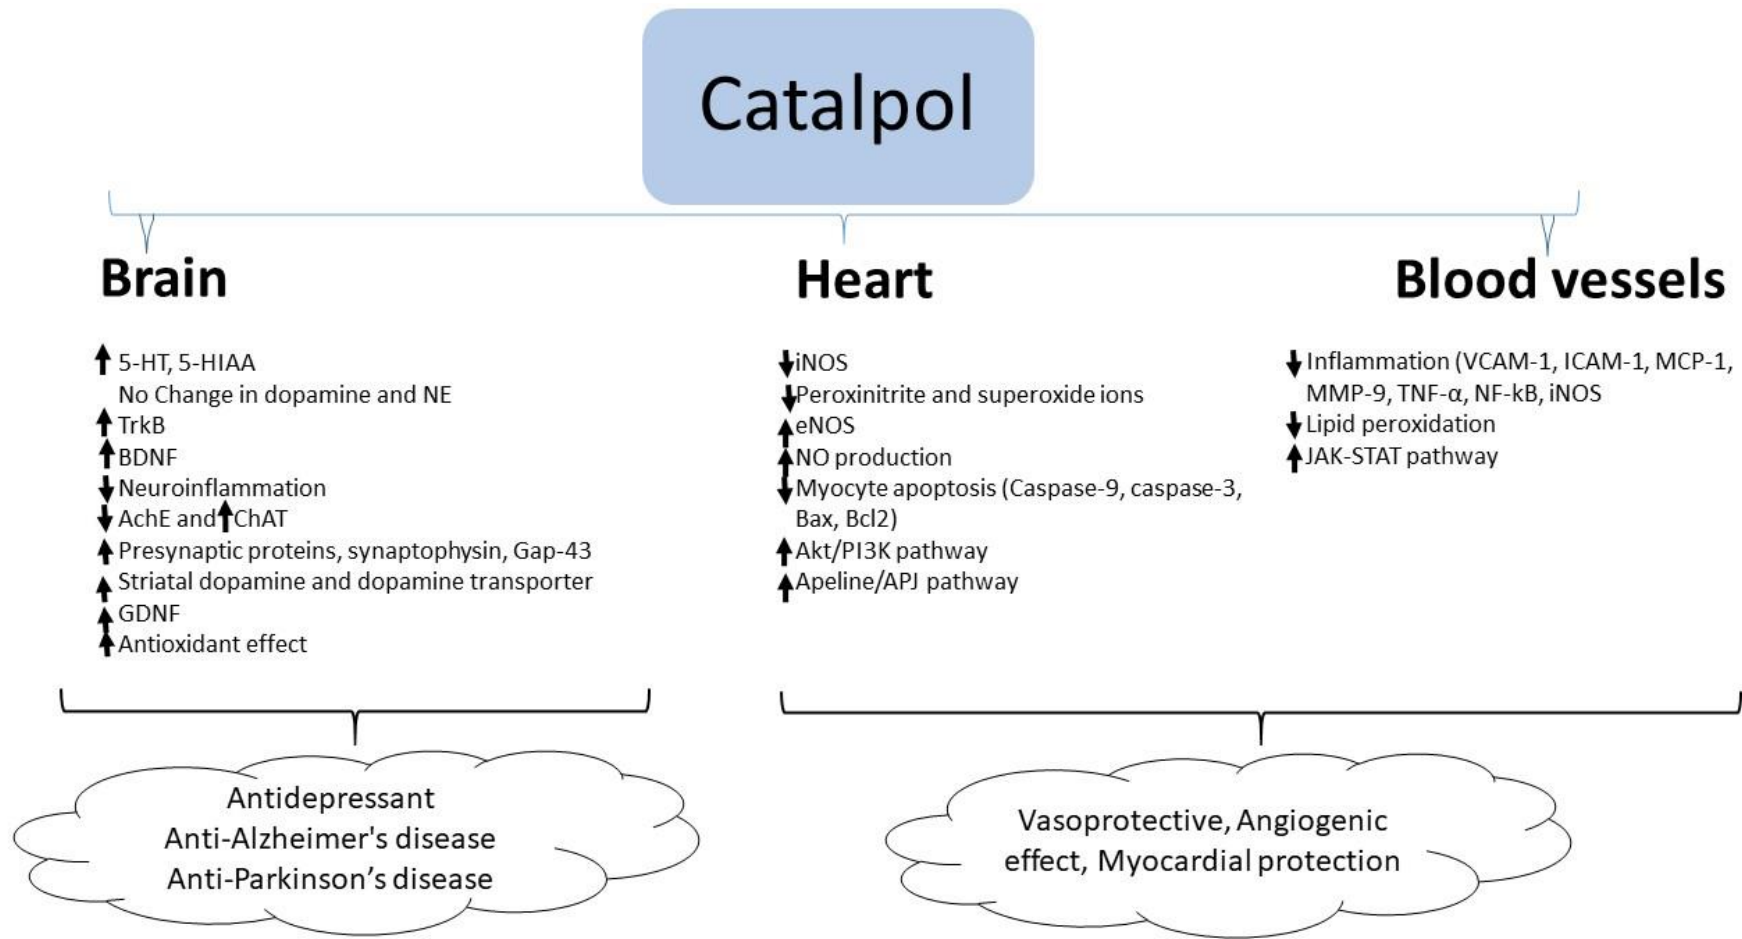 Catalpol
Brain
↑ 5-HT, 5-HIAA
No Change in dopamine and NE
↑ TrkB
↑ BDNF
↓ Neuroinflammation
↓ AchE and ↑ ChAT
↑ Presynaptic proteins, synaptophysin, Gap-43
↑ Striatal dopamine and dopamine transporter
↑ GDNF
↑ Antioxidant effect
Antidepressant
Anti-Alzheimer's disease
Anti-Parkinson’s disease
Heart
↓ iNOS
↓ Peroxinitrite and superoxide ions
↑ eNOS
↑ NO production
↓ Myocyte apoptosis (Caspase-9, caspase-3,
Bax, Bcl2)
↑ Akt/PI3K pathway
↑ Apeline/APJ pathway
Blood vessels
↓ Inflammation (VCAM-1, ICAM-1, MCP-1,
MMP-9, TNF-α, NF-kB, iNOS
↓ Lipid peroxidation
↑ JAK-STAT pathway
Vasoprotective, Angiogenic
effect, Myocardial protection